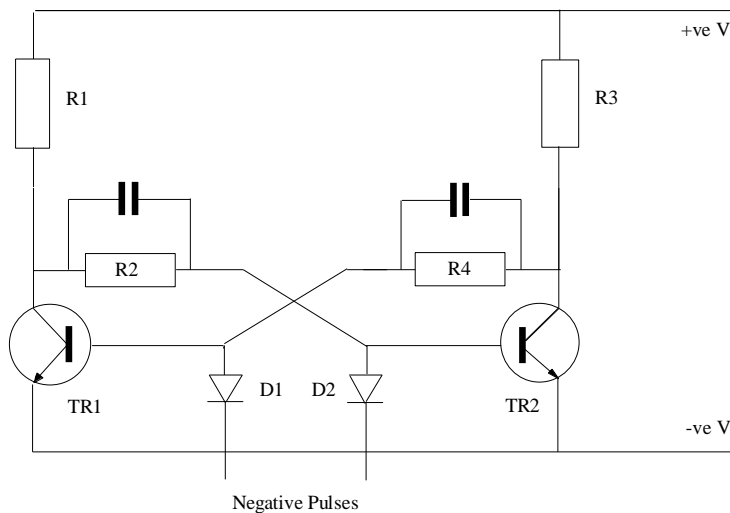 +ve V
R1
R3
R2
R4
TR1
D1
D2
TR2
-ve V
Negative Pulses